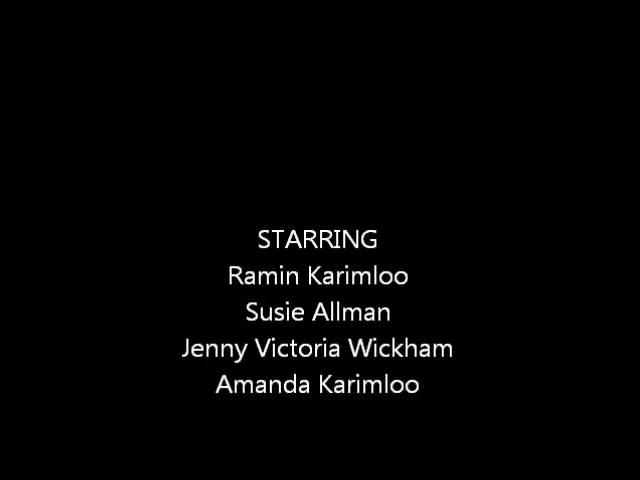 STARRING
Ramin Karimloo
Susie Allman
Jenny Victoria Wickham
Amanda Karimloo